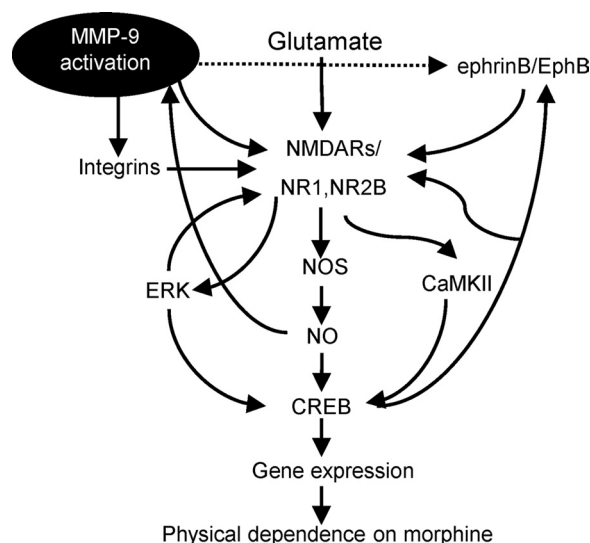 MMP-9
activation
Glutamate
ephrinB/EphB
Integrins
NMDARs/
NR1,NR2B
NOS
ERK
CaMKII
NO
CREB
Gene expression
Physical dependence on morphine